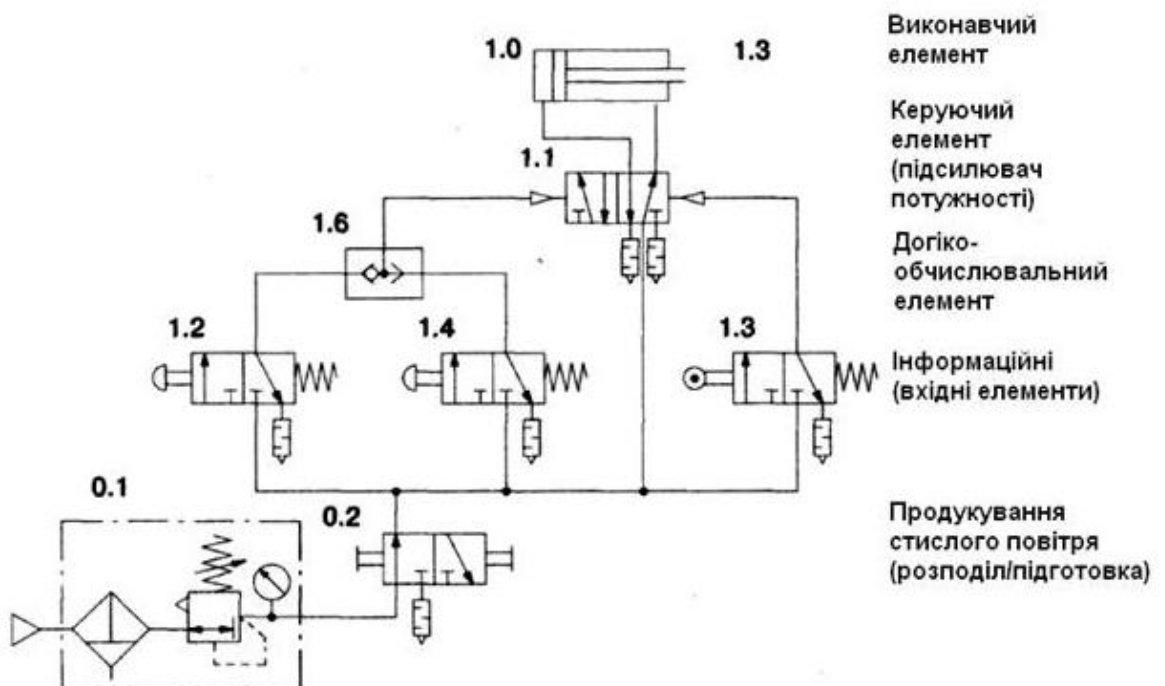 1.0
1.3
Виконавчий
елемент
Керуючий
елемент
(підсилювач
потужності)
1.1
1.6
Догіко-
обчислювальний
елемент
1.2
1.4
1.3
Інформаційні
(вхідні елементи)
0.1
0.2
Продукування
стислого повітря
(розподіл/підготовка)